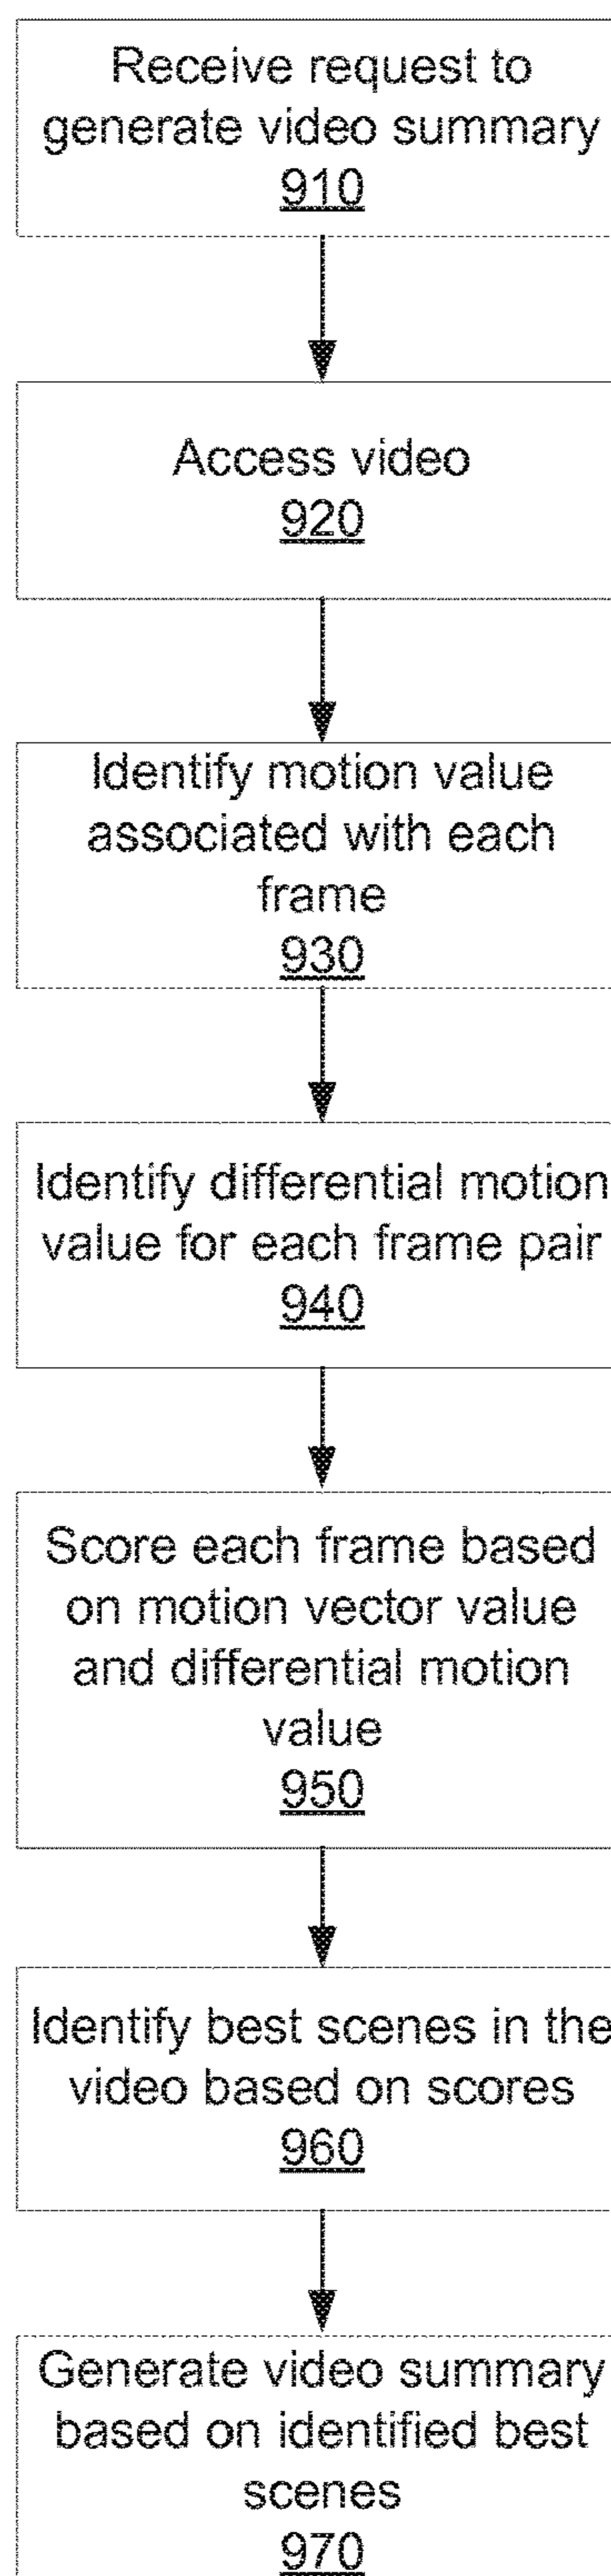 Receive request to
generate video summary
910
Access video
920
Identify motion value
associated with each
frame
930
Identify differential motion
value for each frame pair
940
Score each frame based
on motion vector value
and differential motion
value
950
Identify best scenes in the
video based on scores
960
Generate video summary
based on identified best
scenes
970